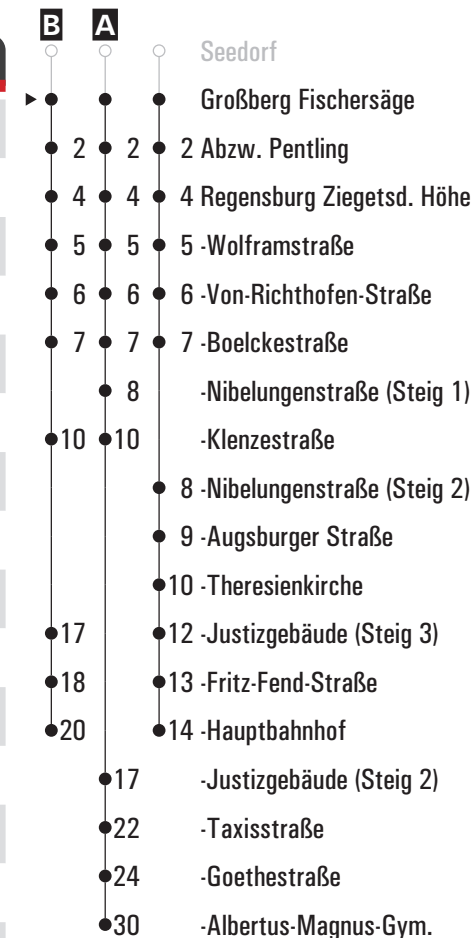 B A
Seedorf
Großberg Fischersäge
2 2 2 Abzw. Pentling
4 4 4 Regensburg Ziegetsd. Höhe
5 5 5 -Wolframstraße
6 6 6 -Von-Richthofen-Straße
7 7 7 -Boelckestraße
8 -Nibelungenstraße (Steig 1)
10 10 -Klenzestraße
8 -Nibelungenstraße (Steig 2)
9 -Augsburger Straße
10 -Theresienkirche
17 12 -Justizgebäude (Steig 3)
18 13 -Fritz-Fend-Straße
20 14 -Hauptbahnhof
17 -Justizgebäude (Steig 2)
22 -Taxisstraße
24 -Goethestraße
30 -Albertus-Magnus-Gym.